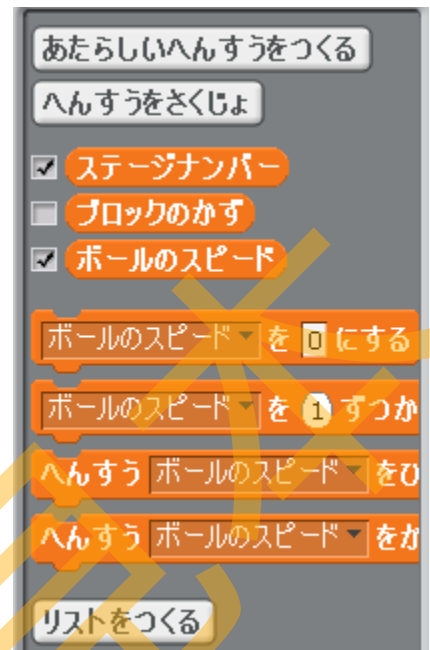 あたらしいへんすうをつくる
へんすうをさくじょ
ステージナンバー
ブロックのかず
ボールのスピード
ボールのスピード を 0 にする
ボールのスピード を 1 ずつか
へんすう ボールのスピード をひ
へんすう ボールのスピード をか
リストをつくる